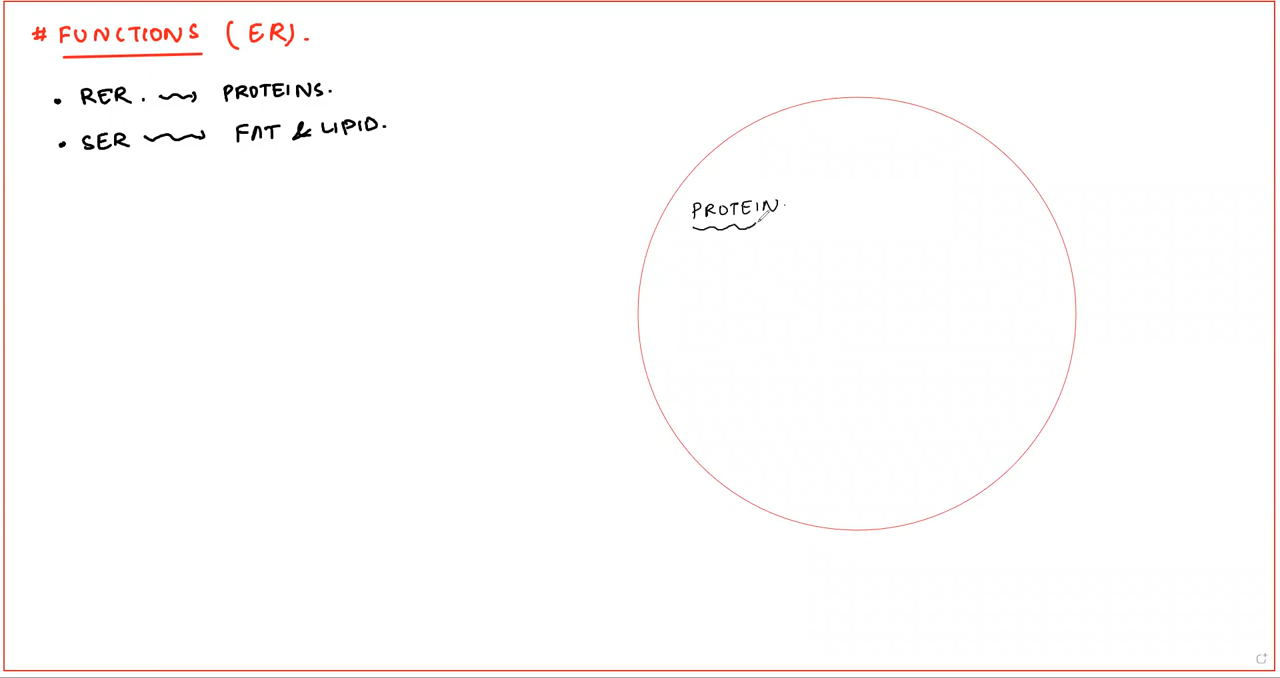 # FUNCTIONS (ER).
• RER. → PROTEINS.
• SER → FAT & LIPID.
PROTEIN.